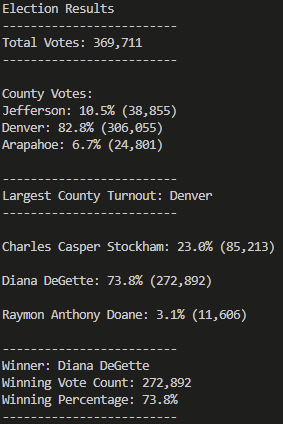 Election Results
-------------------------
Total Votes: 369,711
-------------------------
County Votes:
Jefferson: 10.5% (38,855)
Denver: 82.8% (306,055)
Arapahoe: 6.7% (24,801)
-------------------------
Largest County Turnout: Denver
-------------------------
Charles Casper Stockham: 23.0% (85,213)
Diana DeGette: 73.8% (272,892)
Raymon Anthony Doane: 3.1% (11,606)
-------------------------
Winner: Diana DeGette
Winning Vote Count: 272,892
Winning Percentage: 73.8%
-------------------------